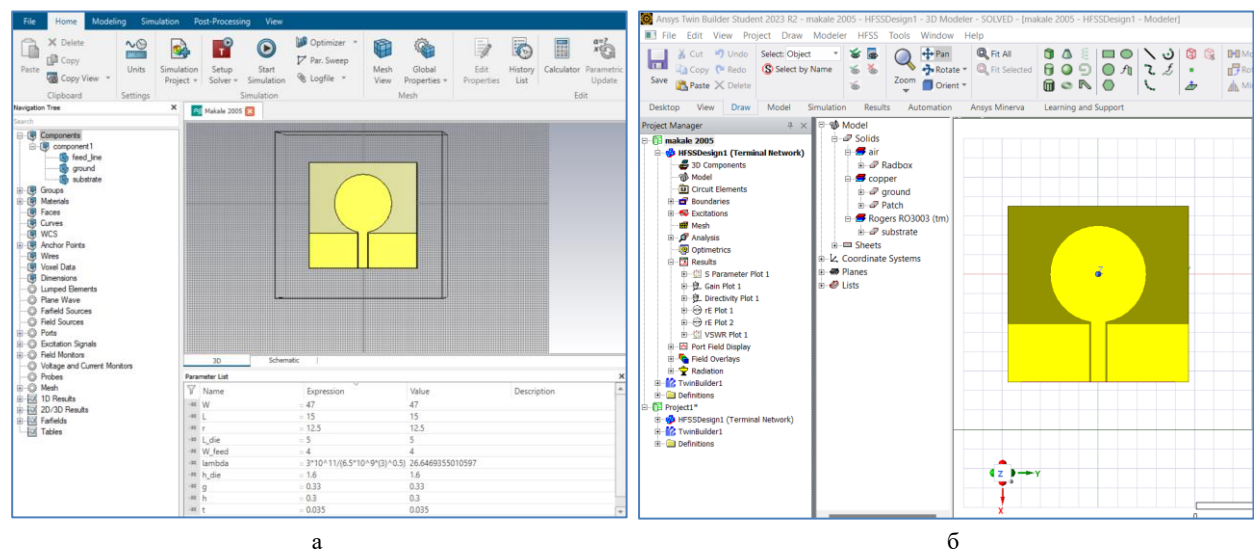 File Home Modeling Simulation Post-Processing View
Delete
Copy
Copy View
Paste
Clipboard
Units
Settings
Simulation Project
Setup Solver
Start Simulation
Optimizer
Par. Sweep
Logfile
Simulation
Mesh View
Global Properties
Mesh
Edit Properties
History List
Calculator
Parametric Update
Edit
Navigation Tree
Search
Components
component1
feed_line
ground
substrate
Groups
Materials
Faces
Curves
WCS
Anchor Points
Wires
Voxel Data
Dimensions
Lumped Elements
Plane Wave
Farfield Sources
Field Sources
Ports
Excitation Signals
Field Monitors
Voltage and Current Monitors
Probes
Mesh
1D Results
2D/3D Results
Farfields
Tables
Makale 2005
3D Schematic
Parameter List
Name Expression Value Description
W = 47 47
L = 15 15
r = 12.5 12.5
L_die = 5 5
W_feed = 4 4
lambda = 3*10^11/(6.5*10^9*(3)^0.5) 26.6469355010597
h_die = 1.6 1.6
g = 0.33 0.33
h = 0.3 0.3
t = 0.035 0.035
а
Ansys Twin Builder Student 2023 R2 - makale 2005 - HFSSDesign1 - 3D Modeler - SOLVED - [makale 2005 - HFSSDesign1 - Modeler]
File Edit View Project Draw Modeler HFSS Tools Window Help
Save
Cut
Copy
Paste
Undo
Redo
Delete
Select: Object
Select by Name
Zoom
Pan
Rotate
Orient
Fit All
Fit Selected
Desktop View Draw Model Simulation Results Automation Ansys Minerva Learning and Support
Project Manager
makale 2005
HFSSDesign1 (Terminal Network)
3D Components
Model
Circuit Elements
Boundaries
Excitations
Mesh
Analysis
Optimetrics
Results
S Parameter Plot 1
Gain Plot 1
Directivity Plot 1
rE Plot 1
rE Plot 2
VSWR Plot 1
Port Field Display
Field Overlays
Radiation
TwinBuilder1
Definitions
Project1*
HFSSDesign1 (Terminal Network)
TwinBuilder1
Definitions
Model
Solids
air
Radbox
copper
ground
Patch
Rogers RO3003 (tm)
substrate
Sheets
Coordinate Systems
Planes
Lists
Z
Z
Y
X
0
б